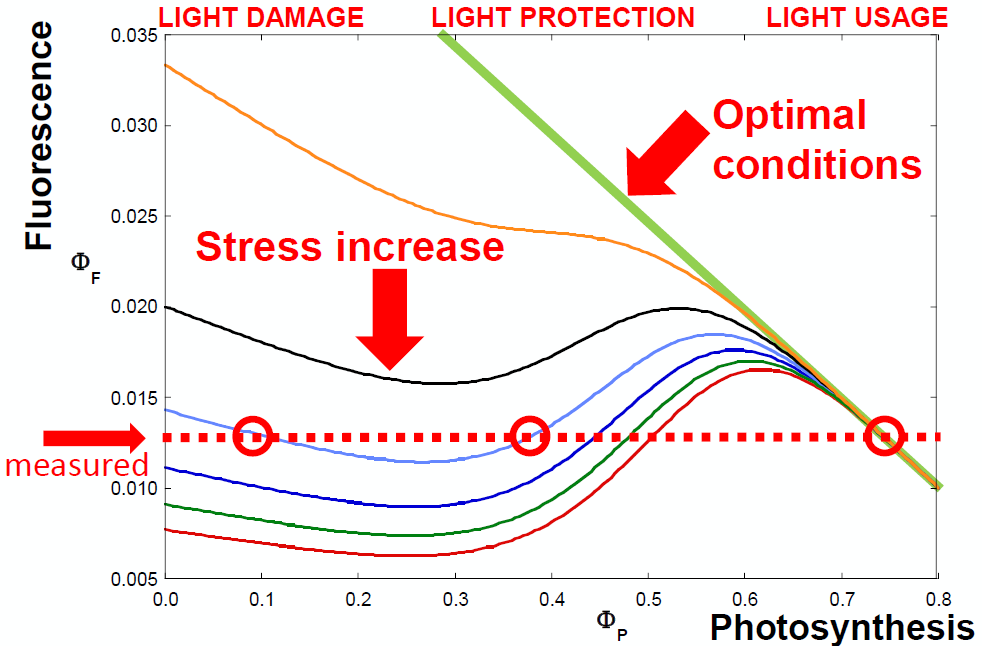 LIGHT DAMAGE LIGHT PROTECTION LIGHT USAGE
Fluorescence
Φ
F
0.035
0.030
0.025
0.020
0.015
0.010
0.005
Optimal
conditions
Stress increase
measured
0.0 0.1 0.2 0.3 0.4 0.5 0.6 0.7 0.8
Φ
P
Photosynthesis